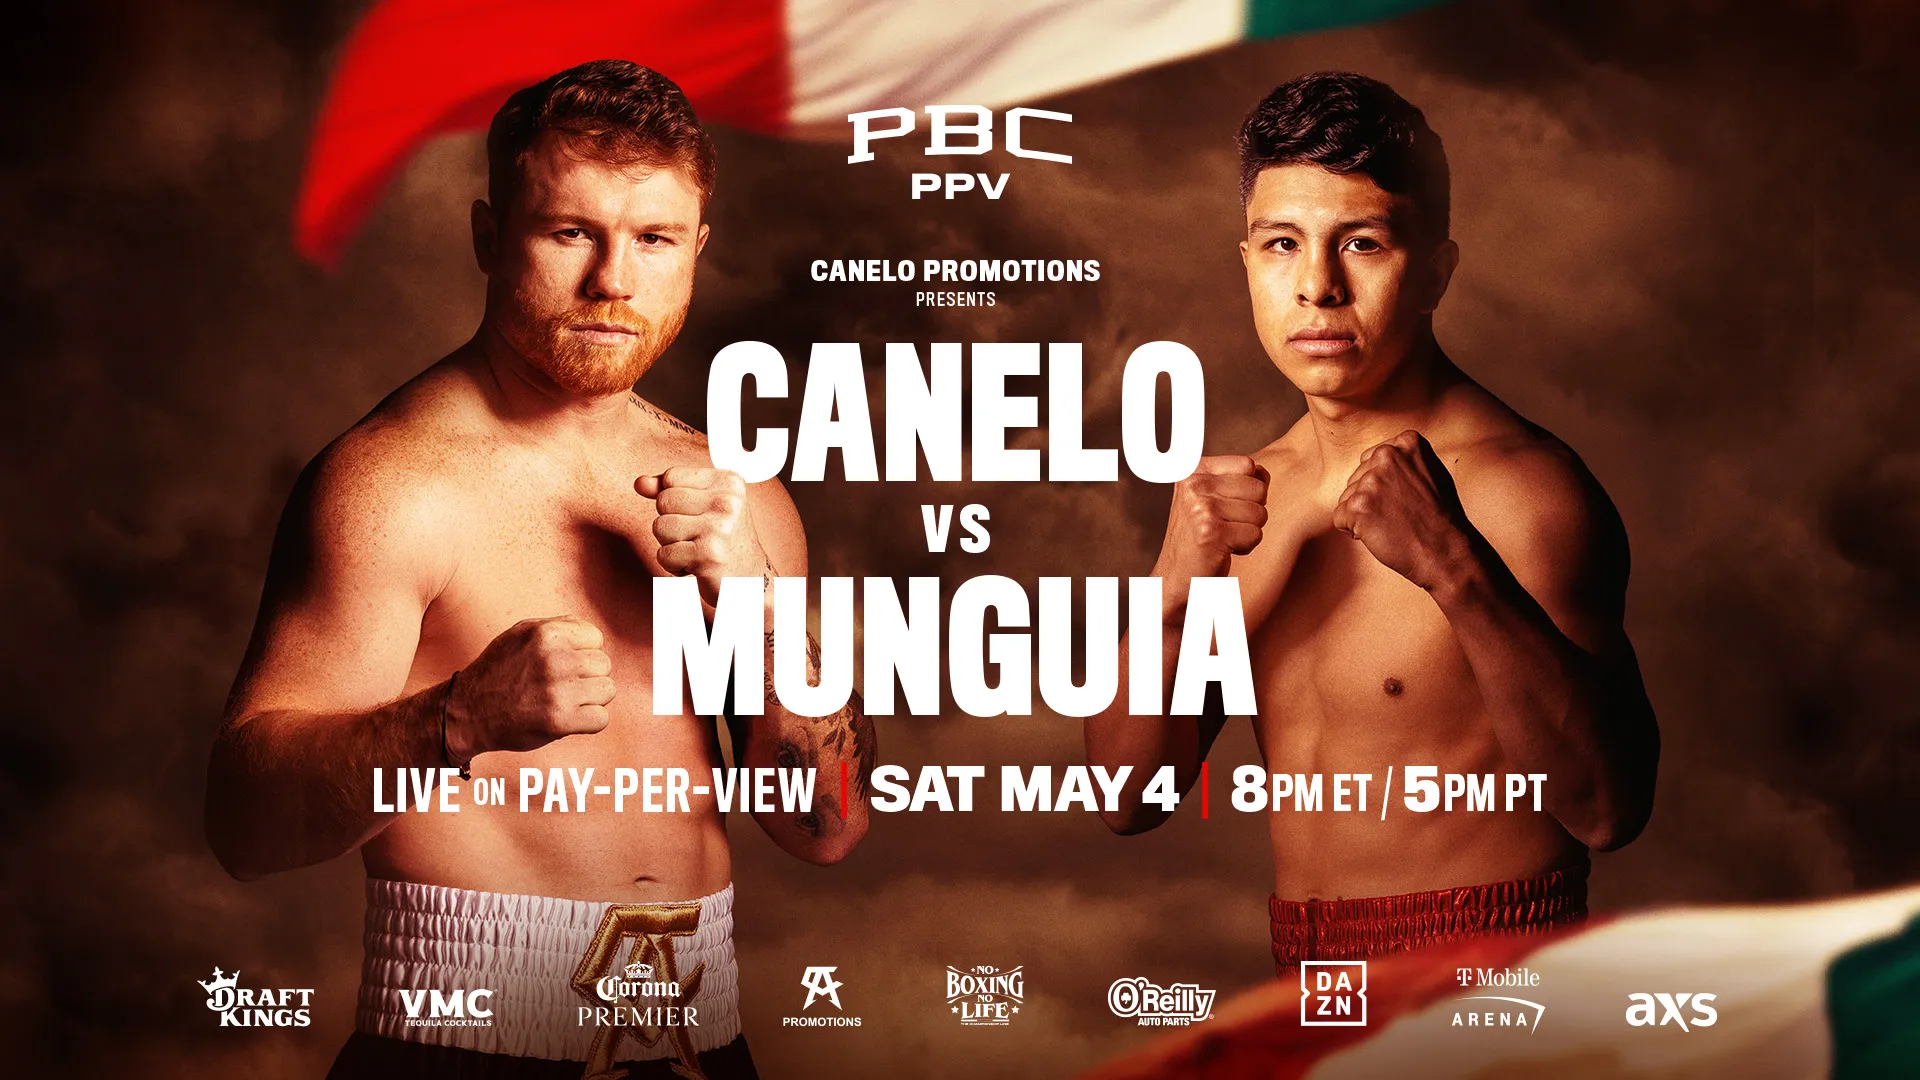 PBC
PPV
CANELO PROMOTIONS
PRESENTS
CANELO
VS
MUNGUIA
LIVE ON PAY-PER-VIEW | SAT MAY 4 | 8PM ET / 5PM PT
DRAFT
KINGS
VMC
TEQUILA COCKTAILS
Corona
PREMIER
PROMOTIONS
NO
BOXING
NO
LIFE
O'Reilly
AUTO PARTS
DA
ZN
T Mobile
ARENA
axs